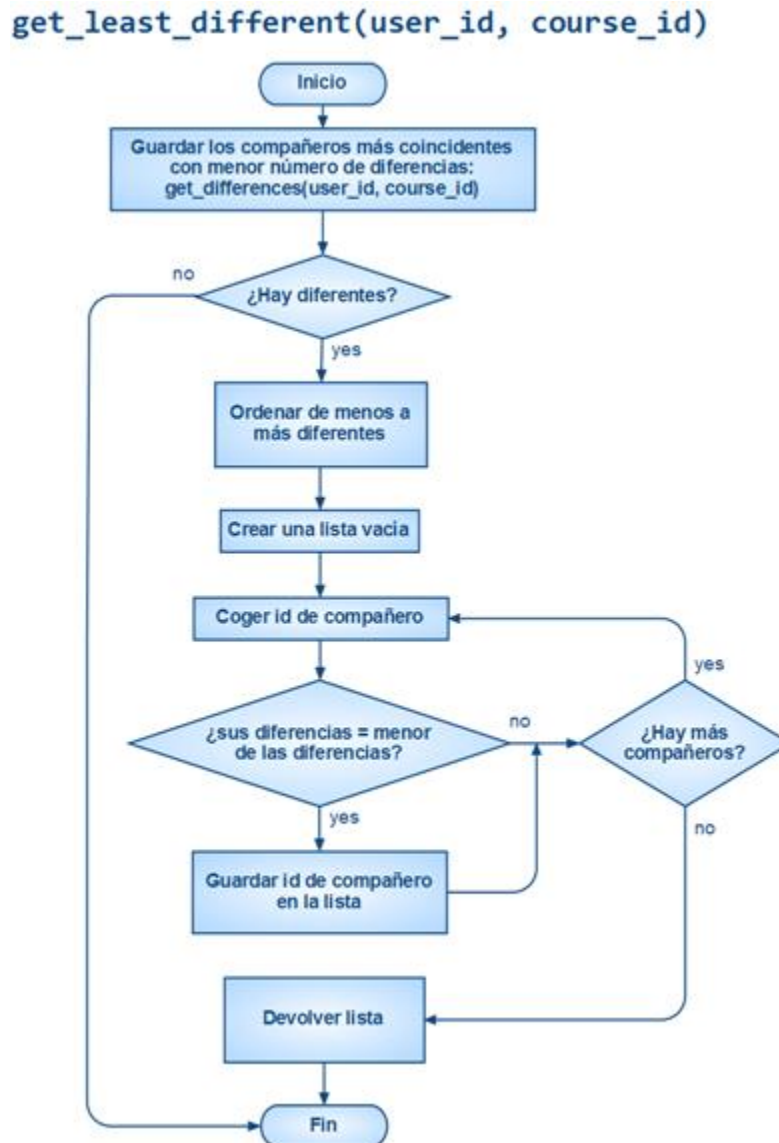 get_least_different(user_id, course_id)
Inicio
Guardar los compañeros más coincidentes
con menor número de diferencias:
get_differences(user_id, course_id)
no
¿Hay diferentes?
yes
Ordenar de menos a
más diferentes
Crear una lista vacía
Coger id de compañero
yes
¿sus diferencias = menor
de las diferencias?
no
¿Hay más
compañeros?
yes
no
Guardar id de compañero
en la lista
Devolver lista
Fin